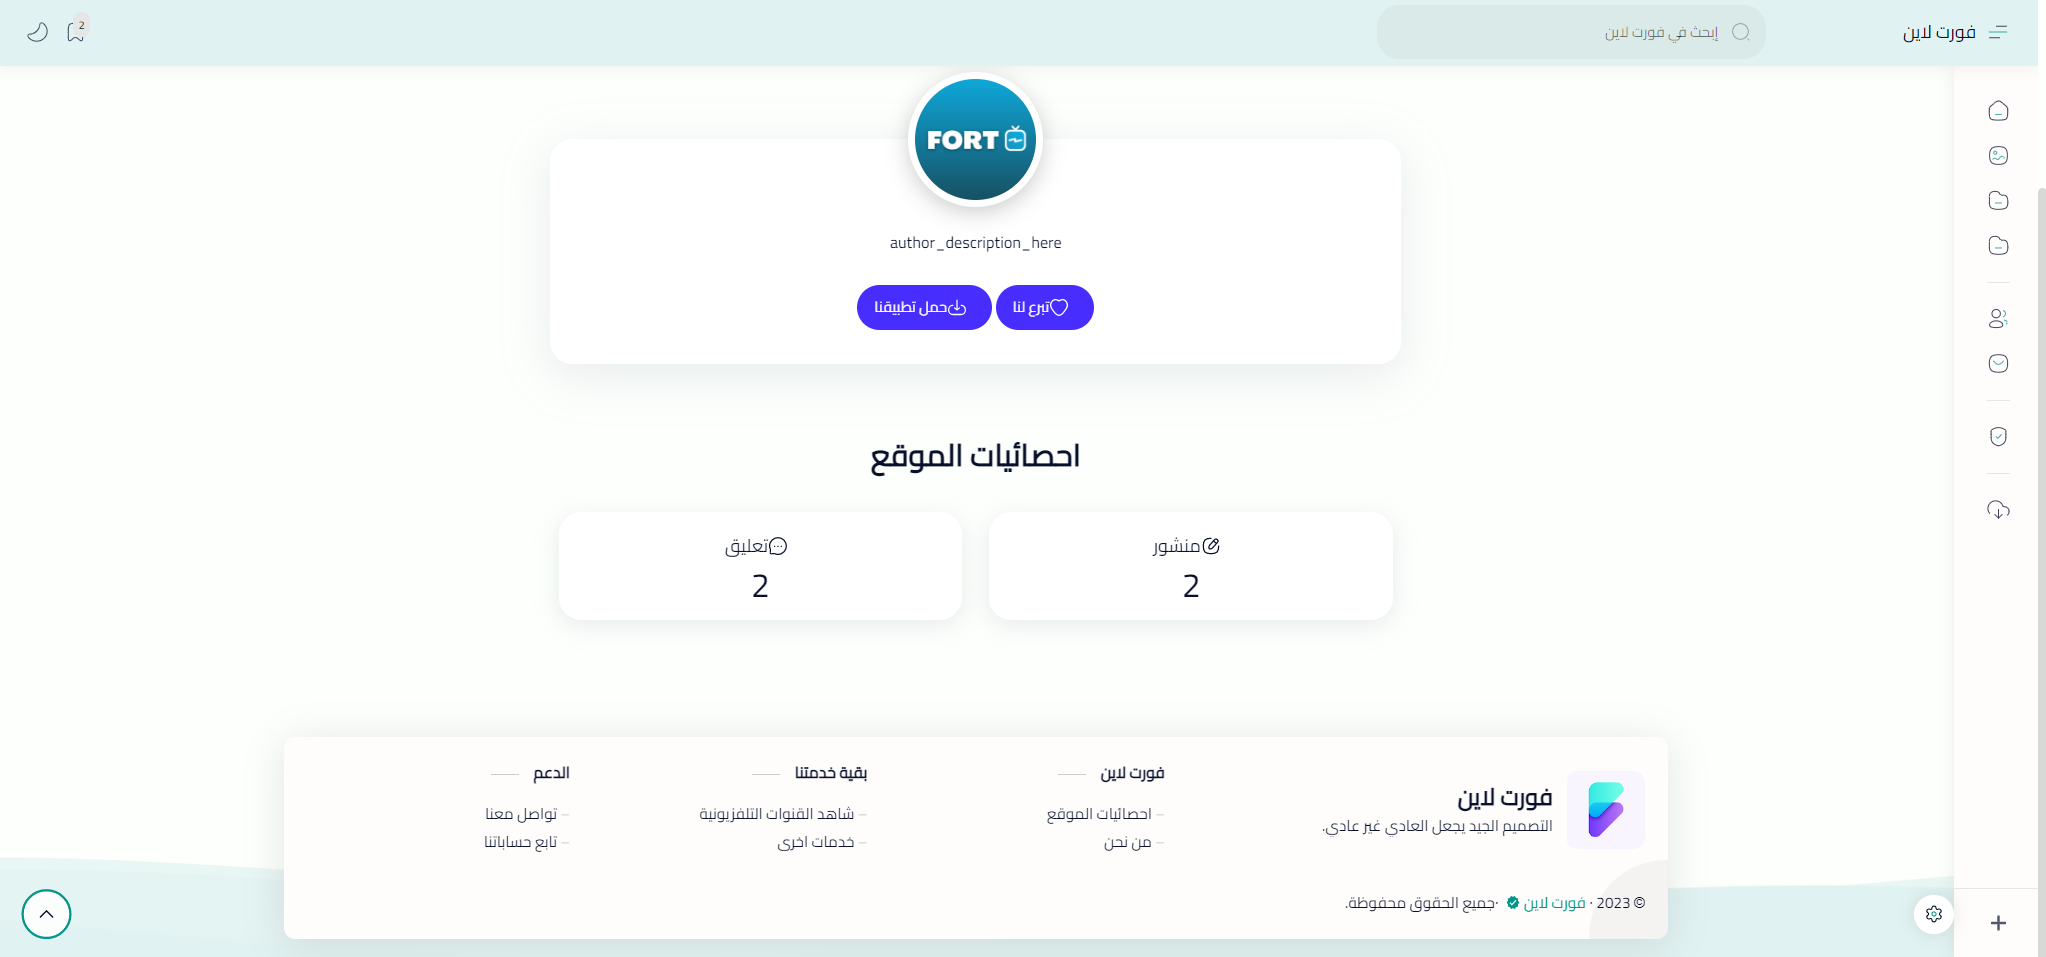 فورت لاين
إبحث في فورت لاين
2
FORT
author_description_here
تبرع لنا
حمل تطبيقنا
احصائيات الموقع
منشور
2
تعليق
2
فورت لاين
التصميم الجيد يجعل العادي غير عادي.
فورت لاين
احصائيات الموقع
من نحن
بقية خدمتنا
شاهد القنوات التلفزيونية
خدمات اخرى
الدعم
تواصل معنا
تابع حساباتنا
© 2023 · فورت لاين ·جميع الحقوق محفوظة.